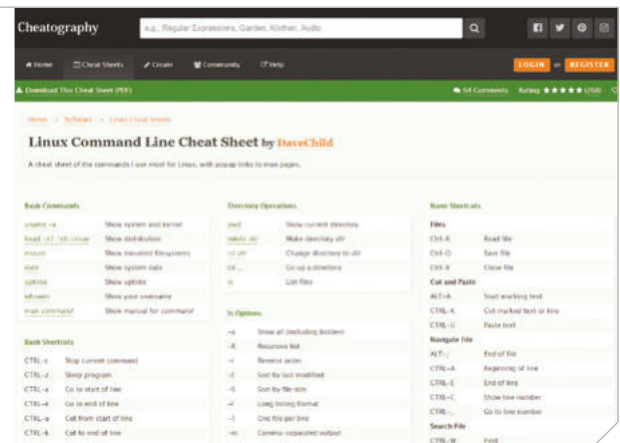 Cheatography
e.g., Regular Expressions, Garden, Kitchen, Audio
Home Cheat Sheets Create Community Help
LOGIN or REGISTER
Download This Cheat Sheet (PDF)
54 Comments Rating:
Home > Software > Linux Cheat Sheets
Linux Command Line Cheat Sheet by DaveChild
A cheat sheet of the commands I use most for Linux, with popup links to man pages.
Bash Commands
uname -a Show system and kernel
head -n1 /etc/issue Show distribution
mount Show mounted filesystems
date Show system date
uptime Show uptime
whoami Show your username
man command Show manual for command
Bash Shortcuts
CTRL-c Stop current command
CTRL-z Sleep program
CTRL-a Go to start of line
CTRL-e Go to end of line
CTRL-u Cut from start of line
CTRL-k Cut to end of line
Directory Operations
pwd Show current directory
mkdir dir Make directory dir
cd dir Change directory to dir
cd .. Go up a directory
ls List files
ls Options
-a Show all (including hidden)
-R Recursive list
-r Reverse order
-t Sort by last modified
-S Sort by file size
-l Long listing format
-1 One file per line
-m Comma-separated output
Nano Shortcuts
Files
Ctrl-R Read file
Ctrl-O Save file
Ctrl-X Close file
Cut and Paste
ALT-A Start marking text
CTRL-K Cut marked text or line
CTRL-U Paste text
Navigate File
ALT-/ End of file
CTRL-A Beginning of line
CTRL-E End of line
CTRL-C Show line number
CTRL-_ Go to line number
Search File
CTRL-W Find